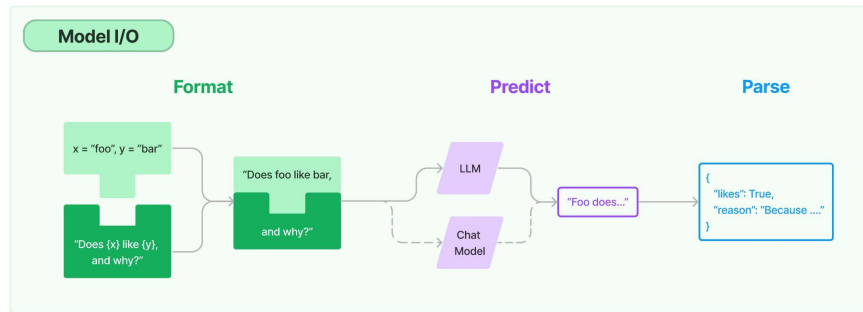 Model I/O
Format
Predict
Parse
x = "foo", y = "bar"
"Does {x} like {y},
and why?"
"Does foo like bar,
and why?"
LLM
Chat
Model
"Foo does..."
{
"likes": True,
"reason": "Because ...."
}